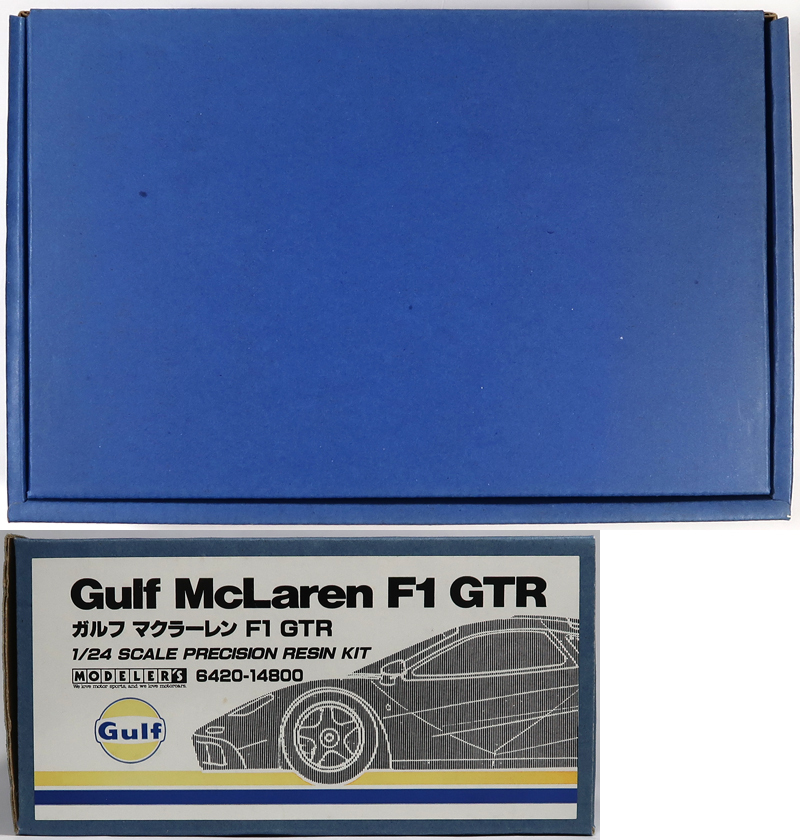 Gulf McLaren F1 GTR
ガルフ マクラーレン F1 GTR
1/24 SCALE PRECISION RESIN KIT
MODELER'S 6420-14800
We love motor sports, and we love motorcars.
Gulf